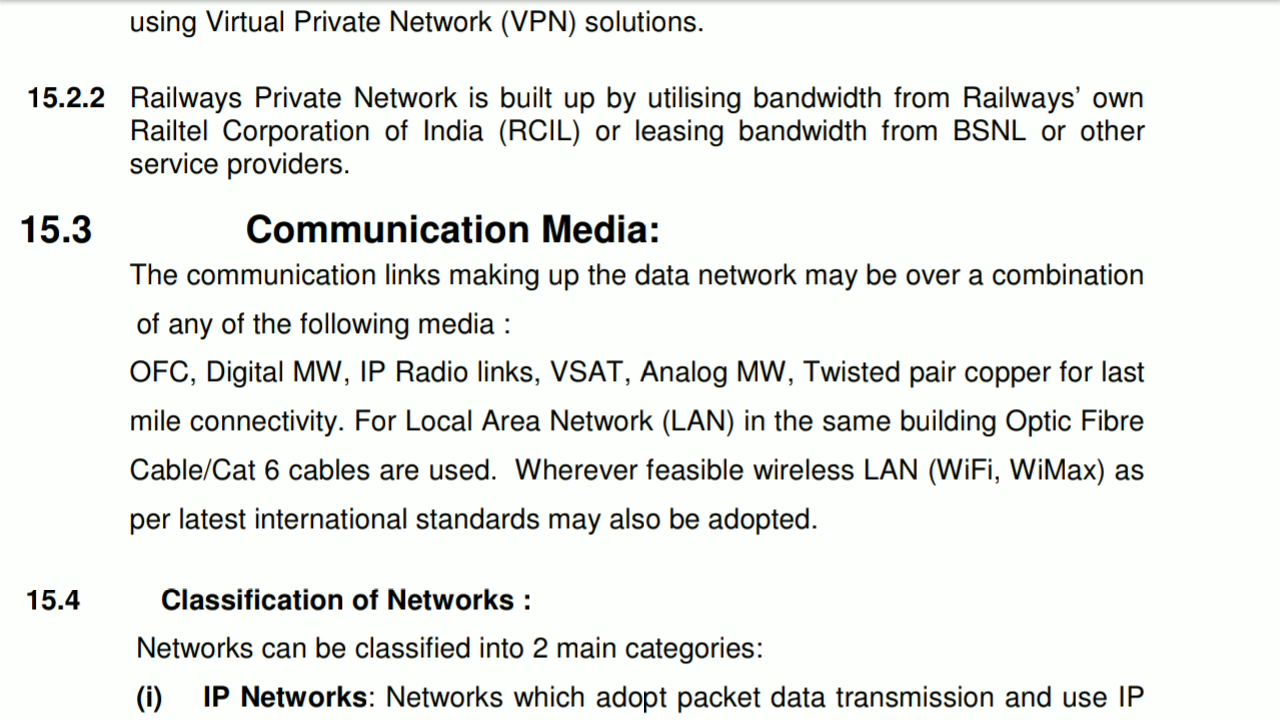 using Virtual Private Network (VPN) solutions.
15.2.2 Railways Private Network is built up by utilising bandwidth from Railways’ own
Railtel Corporation of India (RCIL) or leasing bandwidth from BSNL or other
service providers.
15.3 Communication Media:
The communication links making up the data network may be over a combination
of any of the following media :
OFC, Digital MW, IP Radio links, VSAT, Analog MW, Twisted pair copper for last
mile connectivity. For Local Area Network (LAN) in the same building Optic Fibre
Cable/Cat 6 cables are used. Wherever feasible wireless LAN (WiFi, WiMax) as
per latest international standards may also be adopted.
15.4 Classification of Networks :
Networks can be classified into 2 main categories:
(i) IP Networks: Networks which adopt packet data transmission and use IP